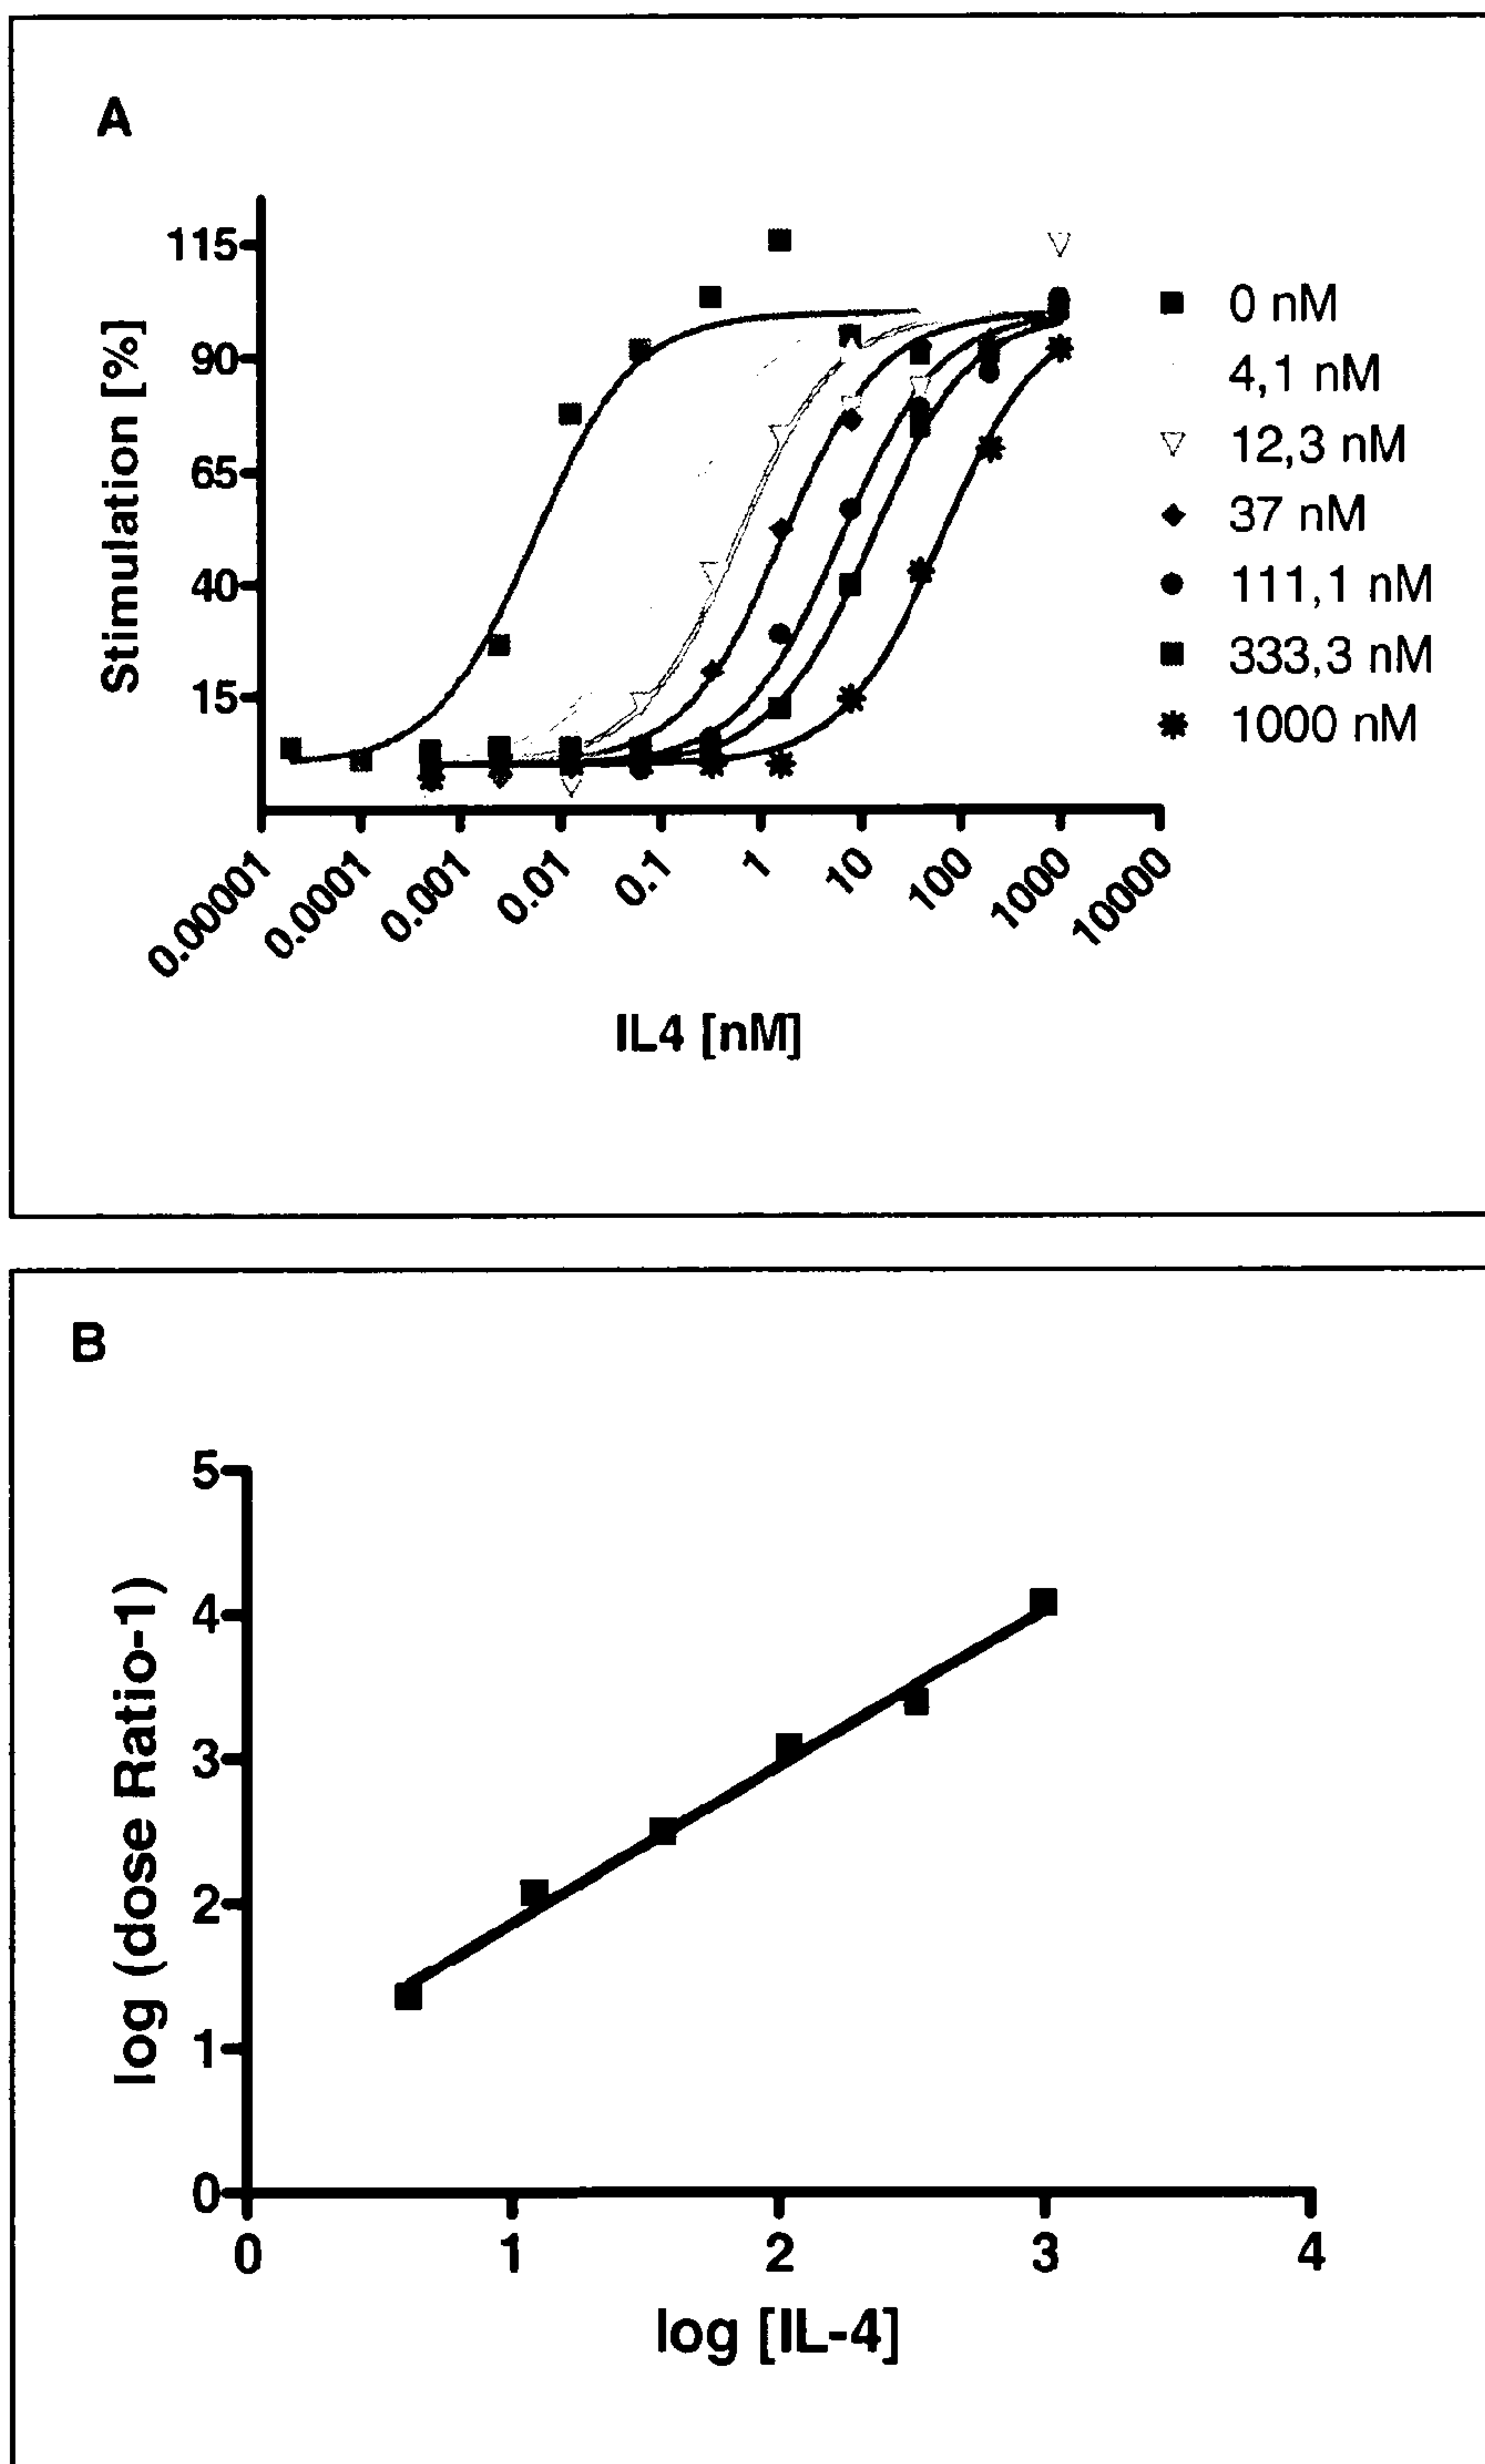 A
Stimulation [%]
115
90
65
40
15
0.00001
0.0001
0.001
0.01
0.1
1
10
100
1000
10000
IL4 [nM]
0 nM
4,1 nM
12,3 nM
37 nM
111,1 nM
333,3 nM
1000 nM
B
log (dose Ratio-1)
5
4
3
2
1
0
0
1
2
3
4
log [IL-4]